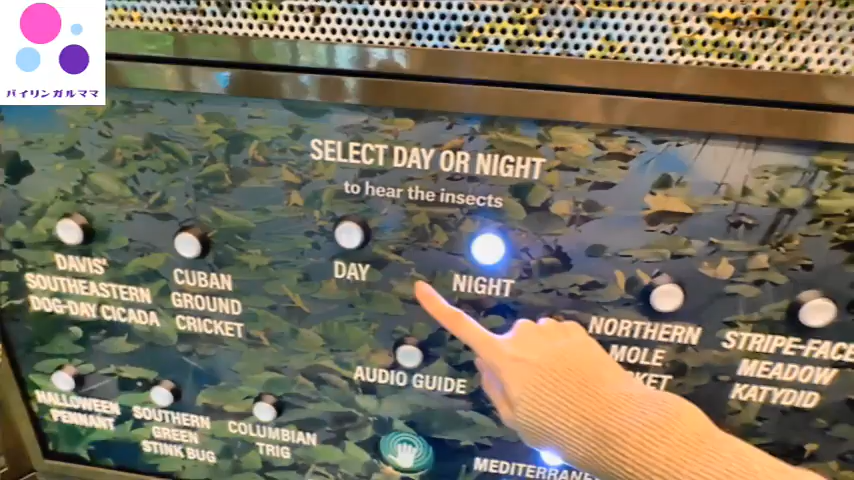 バイリンガルママ
SELECT DAY OR NIGHT
to hear the insects
DAVIS'
SOUTHEASTERN
DOG-DAY CICADA
CUBAN
GROUND
CRICKET
DAY
NIGHT
NORTHERN
MOLE
STRIPE-FACE
MEADOW
KATYDID
AUDIO GUIDE
HALLOWEEN
PENNANT
SOUTHERN
GREEN
STINK BUG
COLUMBIAN
TRIG